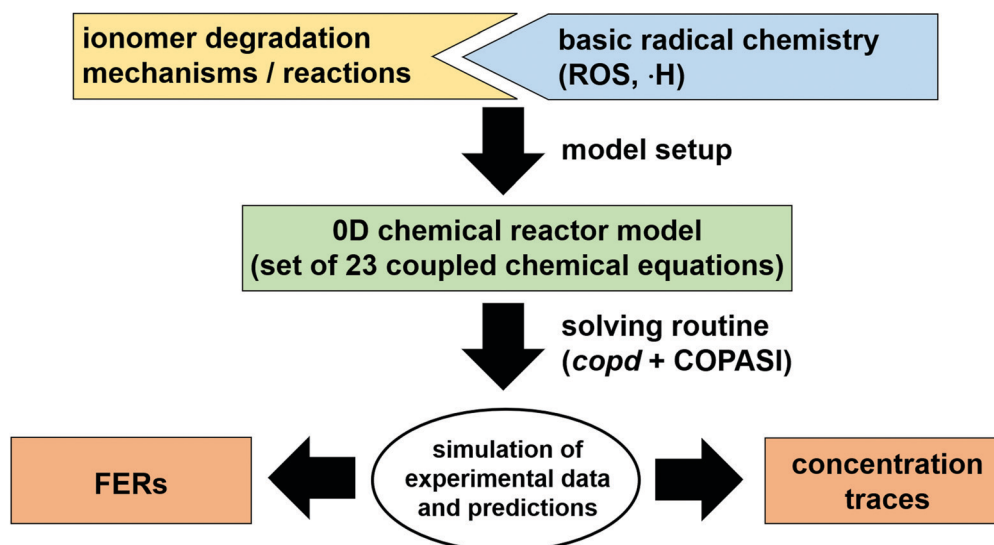 ionomer degradation
mechanisms / reactions
basic radical chemistry
(ROS, ·H)
model setup
0D chemical reactor model
(set of 23 coupled chemical equations)
solving routine
(copd + COPASI)
FERs
simulation of
experimental data
and predictions
concentration
traces